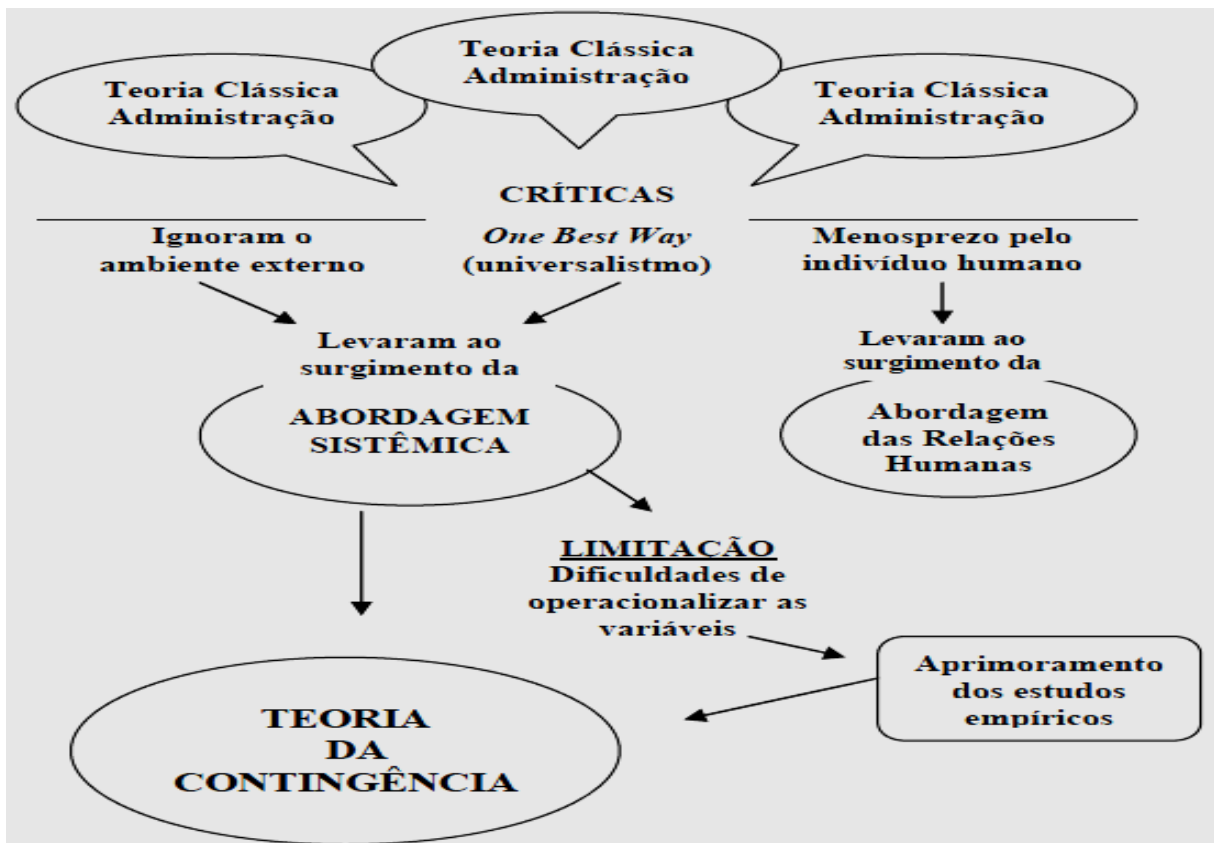 Teoria Clássica
Administração
Teoria Clássica
Administração
Teoria Clássica
Administração
CRÍTICAS
Ignoram o
ambiente externo
One Best Way
(universalistmo)
Menosprezo pelo
indivíduo humano
Levaram ao
surgimento da
Levaram ao
surgimento da
ABORDAGEM
SISTÊMICA
Abordagem
das Relações
Humanas
LIMITAÇÃO
Dificuldades de
operacionalizar as
variáveis
Aprimoramento
dos estudos
empíricos
TEORIA
DA
CONTINGÊNCIA